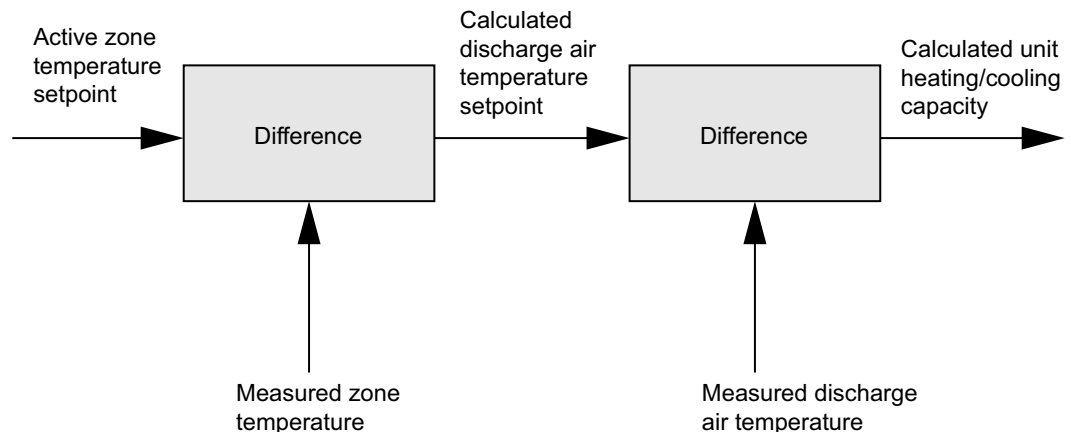 Active zone
temperature
setpoint
Difference
Measured zone
temperature
Calculated
discharge air
temperature
setpoint
Difference
Measured discharge
air temperature
Calculated unit
heating/cooling
capacity